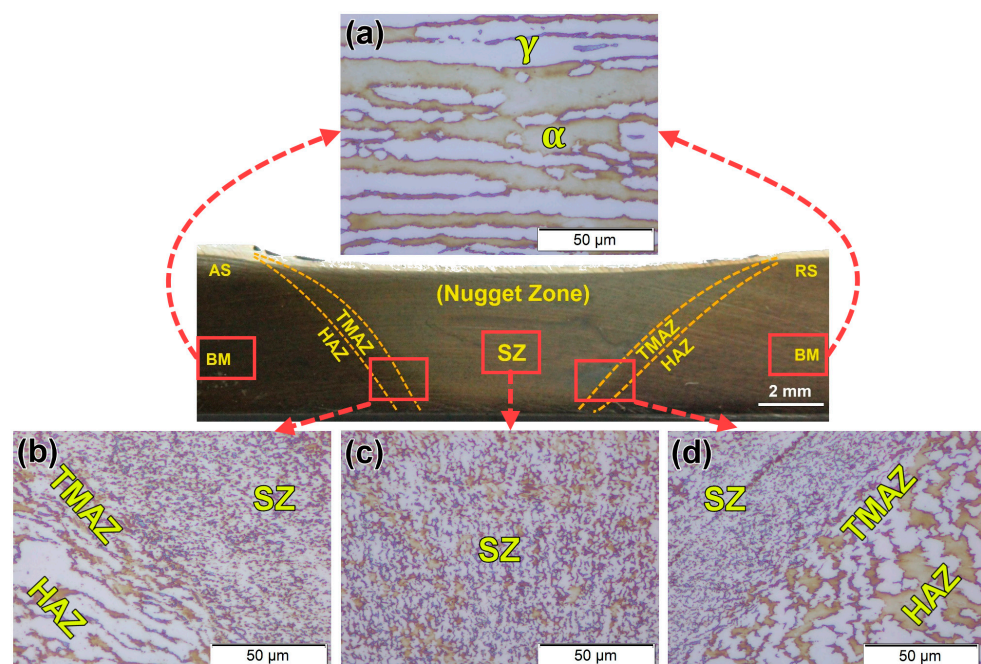 (a)
γ
α
50 μm
AS
(Nugget Zone)
RS
TMAZ
HAZ
BM
SZ
TMAZ
HAZ
BM
2 mm
(b)
TMAZ
SZ
HAZ
50 μm
(c)
SZ
50 μm
(d)
SZ
TMAZ
HAZ
50 μm